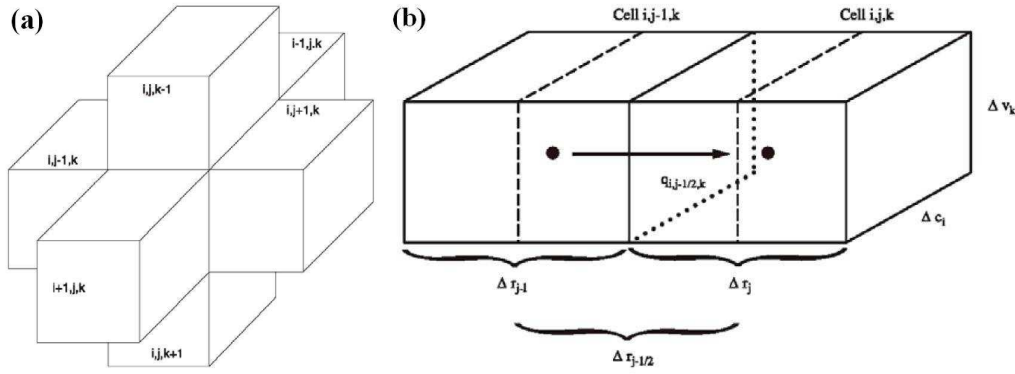 (a)
i-1,j.k
i,j,k-1
i,j+1,k
i,j-1,k
i+1,j,k
i,j,k+1
(b)
Cell i,j-1,k
Cell i,j,k
Δ v_k
q_i,j-1/2,k
Δ c_i
Δ r_j-1
Δ r_j
Δ r_j-1/2